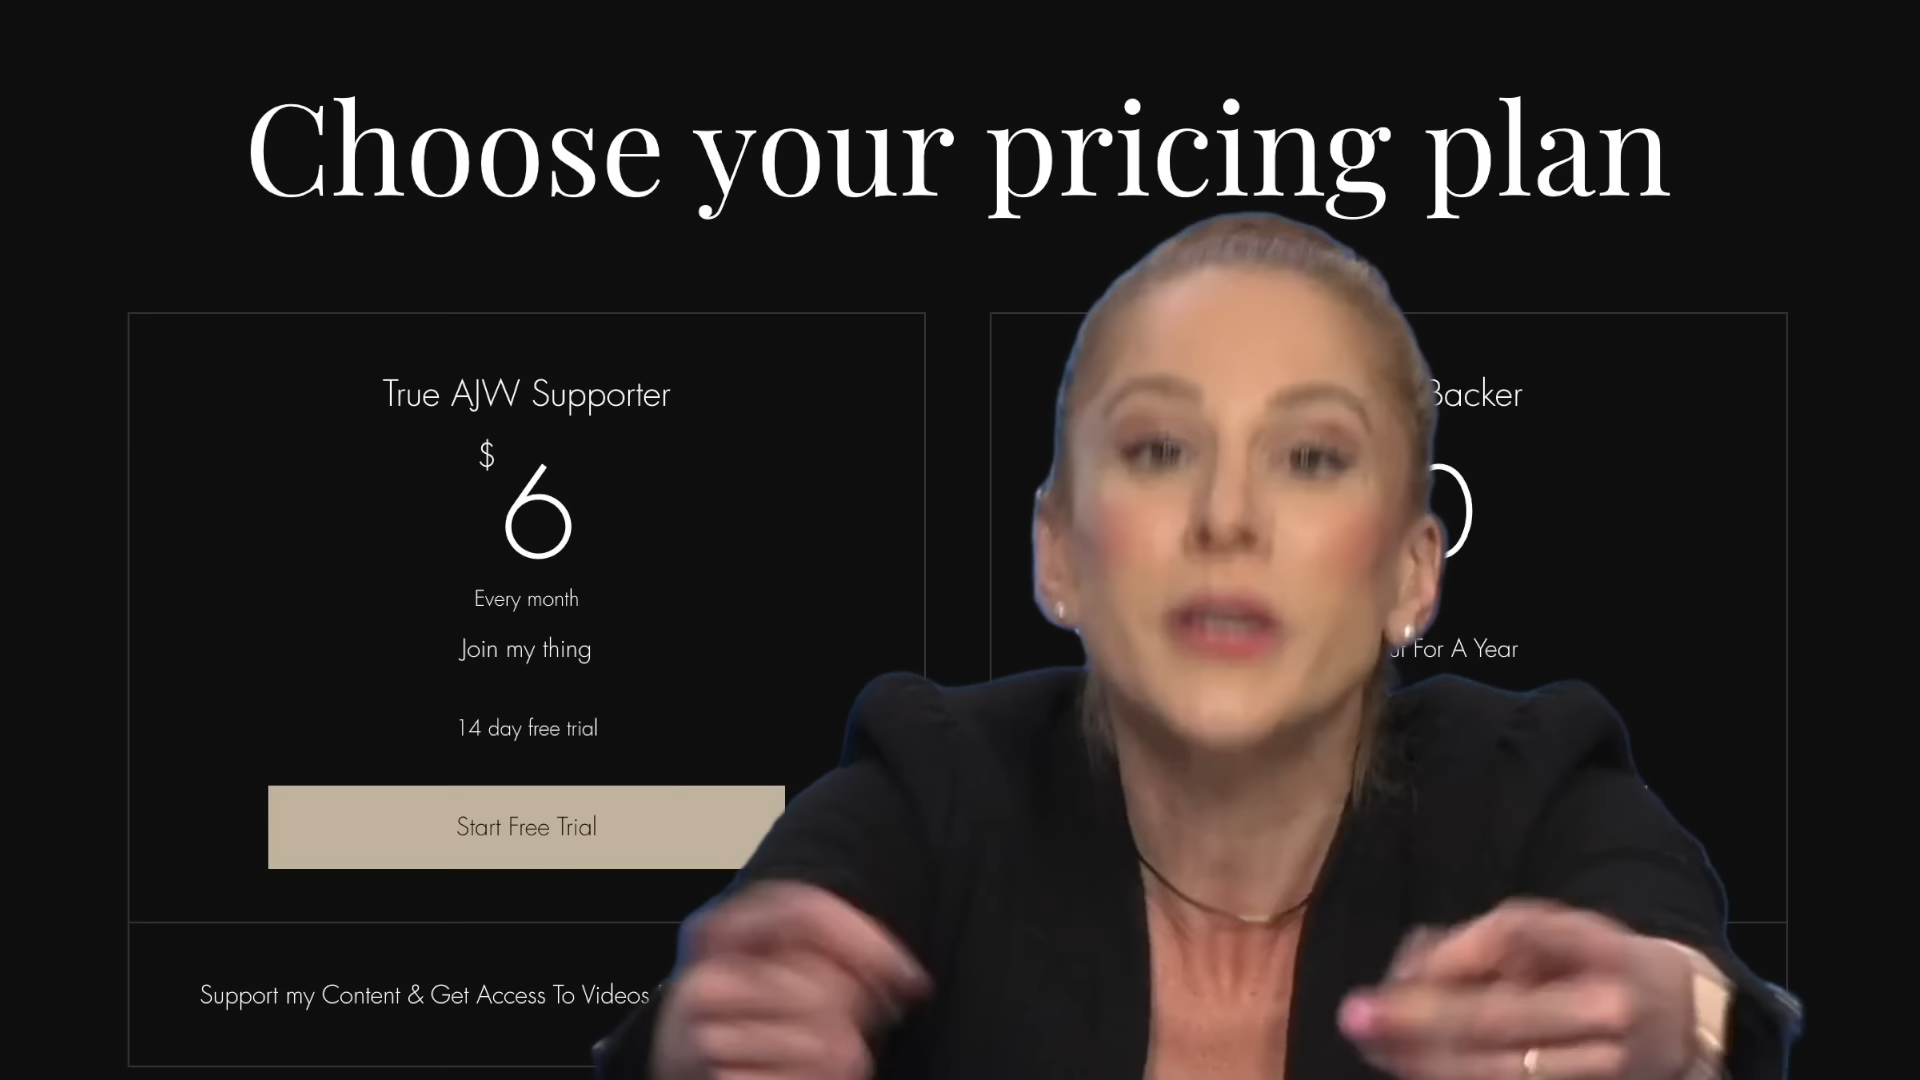 Choose your pricing plan
True AJW Supporter
$
6
Every month
Join my thing
14 day free trial
Start Free Trial
Support my Content & Get Access To Videos
Backer
0
For A Year